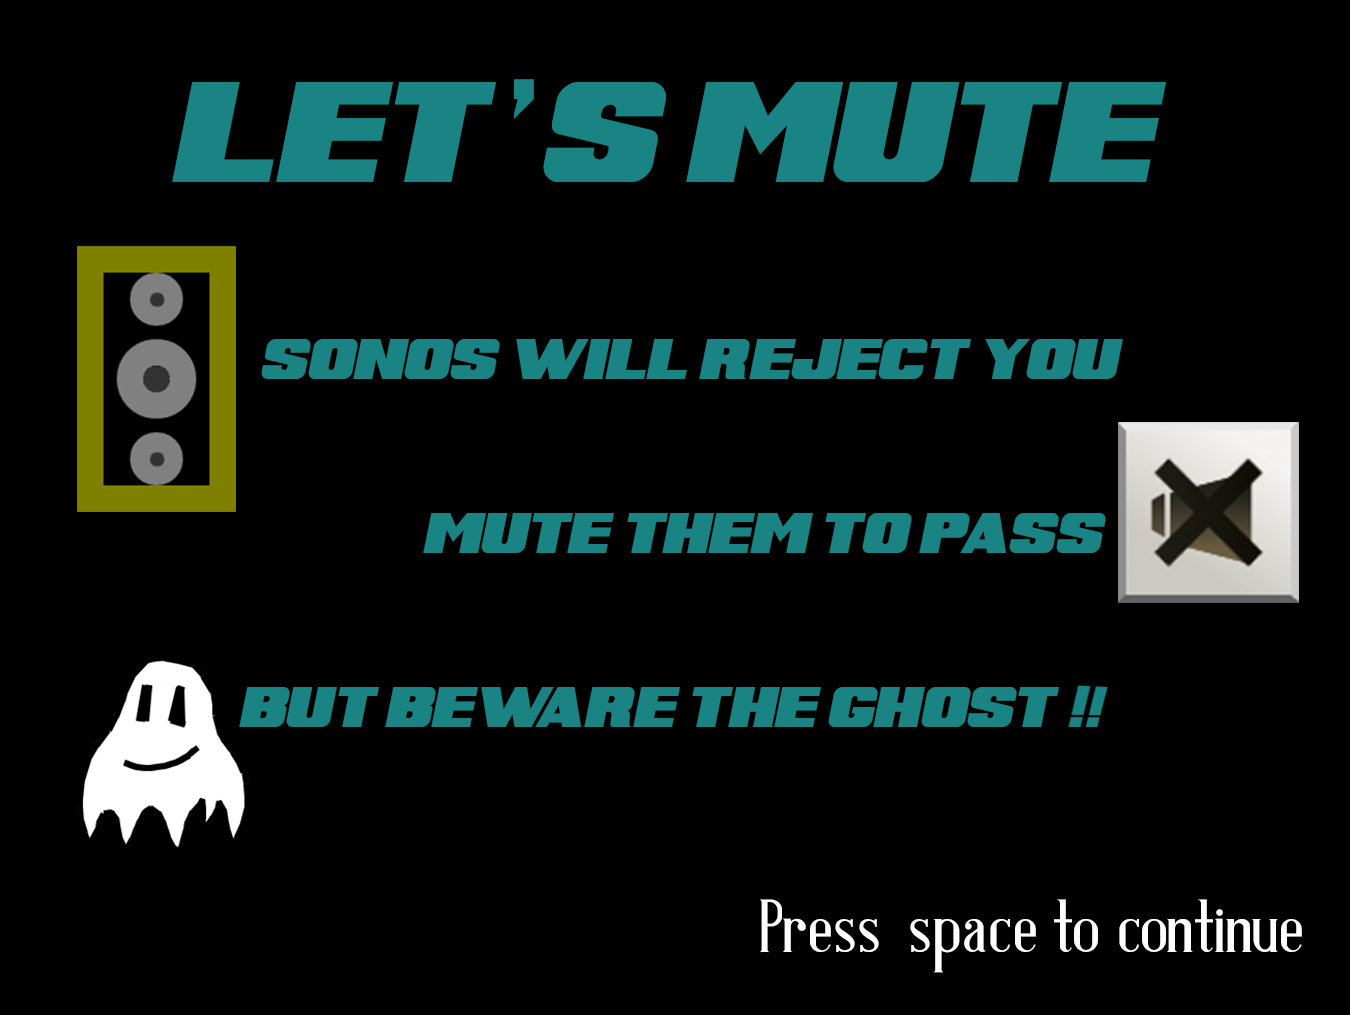 LET'S MUTE
SONOS WILL REJECT YOU
MUTE THEM TO PASS
BUT BEWARE THE GHOST !!
Press space to continue